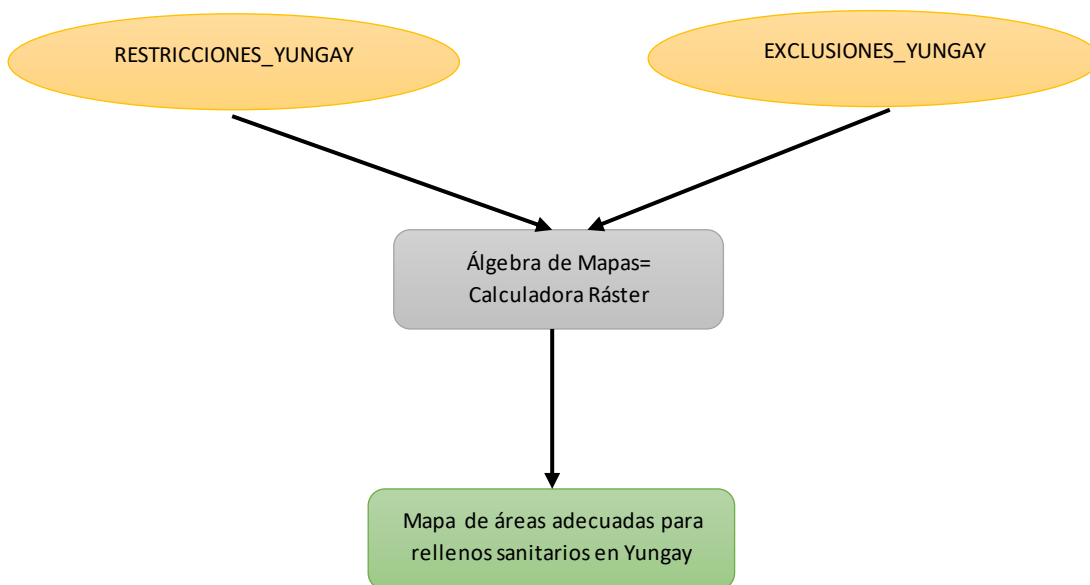 RESTRICCIONES_YUNGAY
EXCLUSIONES_YUNGAY
Álgebra de Mapas=
Calculadora Ráster
Mapa de áreas adecuadas para
rellenos sanitarios en Yungay